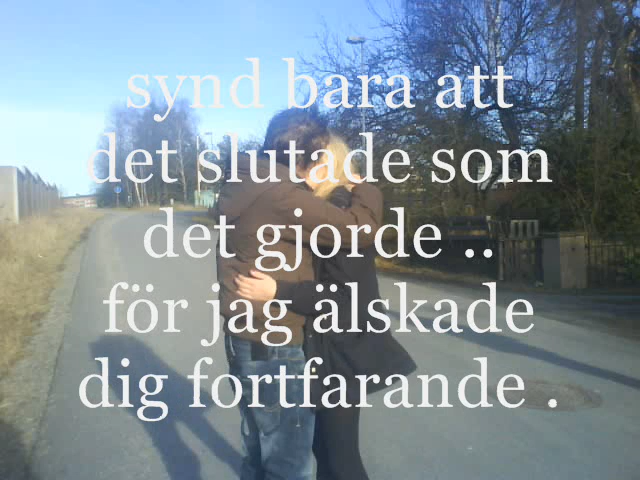 synd bara att
det slutade som
det gjorde ..
för jag älskade
dig fortfarande .